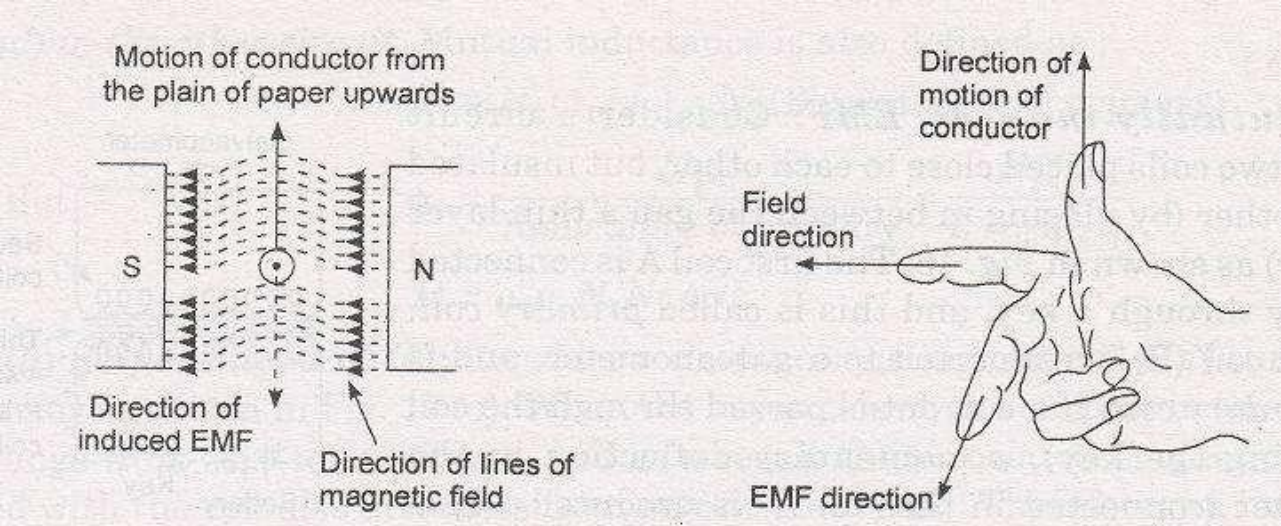 Motion of conductor from
the plain of paper upwards
S
N
Direction of
induced EMF
Direction of lines of
magnetic field
Direction of
motion of
conductor
Field
direction
EMF direction